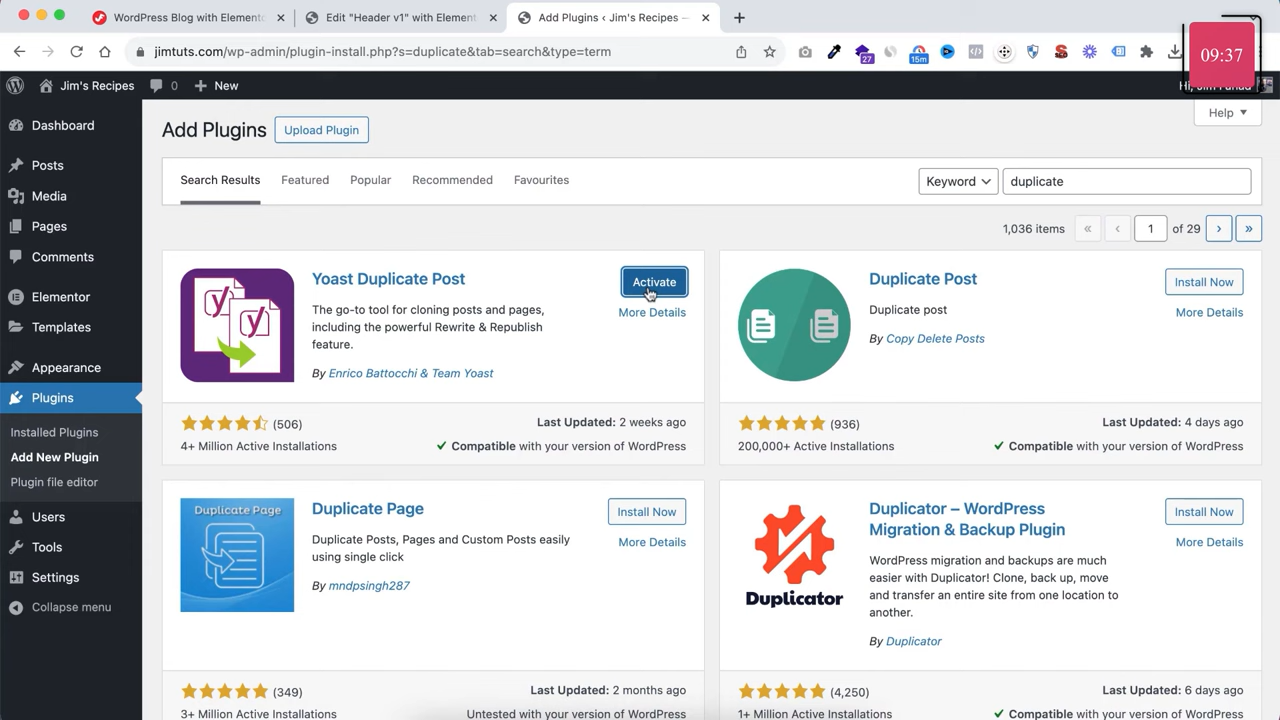 WordPress Blog with Element
Edit "Header v1" with Element
Add Plugins ‹ Jim's Recipes —
jimtuts.com/wp-admin/plugin-install.php?s=duplicate&tab=search&type=term
27
15m
09:37
Jim's Recipes
0
New
Hi,
Help
Dashboard
Posts
Media
Pages
Comments
Elementor
Templates
Appearance
Plugins
Installed Plugins
Add New Plugin
Plugin file editor
Users
Tools
Settings
Collapse menu
Add Plugins
Upload Plugin
Search Results Featured Popular Recommended Favourites
Keyword duplicate
1,036 items « ‹ 1 of 29 › »
Yoast Duplicate Post
Activate
More Details
The go-to tool for cloning posts and pages,
including the powerful Rewrite & Republish
feature.
By Enrico Battocchi & Team Yoast
(506)
Last Updated: 2 weeks ago
4+ Million Active Installations
Compatible with your version of WordPress
Duplicate Post
Install Now
More Details
Duplicate post
By Copy Delete Posts
(936)
Last Updated: 4 days ago
200,000+ Active Installations
Compatible with your version of WordPress
Duplicate Page
Duplicate Page
Install Now
More Details
Duplicate Posts, Pages and Custom Posts easily
using single click
By mndpsingh287
(349)
Last Updated: 2 months ago
3+ Million Active Installations
Untested with your version of WordPress
Duplicator
Duplicator – WordPress
Migration & Backup Plugin
Install Now
More Details
WordPress migration and backups are much
easier with Duplicator! Clone, back up, move
and transfer an entire site from one location to
another.
By Duplicator
(4,250)
Last Updated: 6 days ago
1+ Million Active Installations
Compatible with your version of WordPress